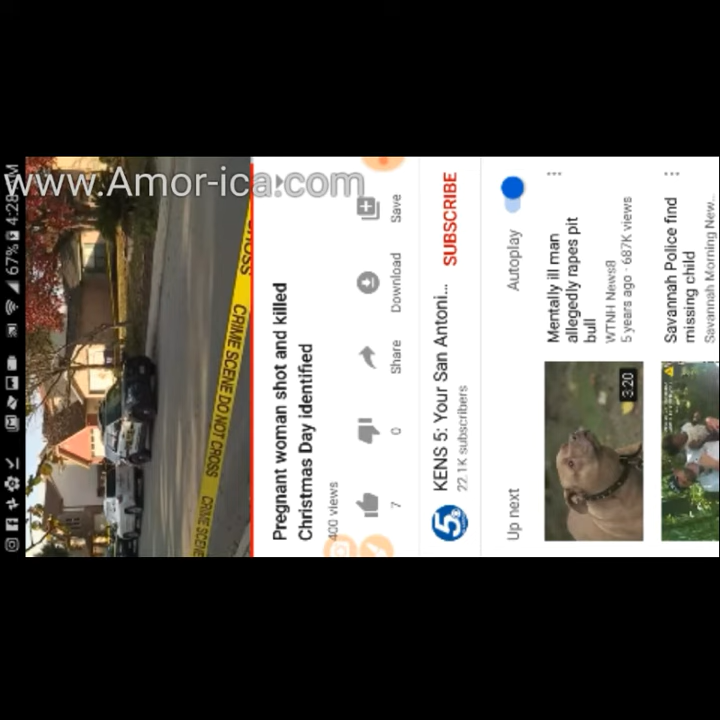 www.Amor-ica.com
67% 4:28 AM
CROSS
CRIME SCENE DO NOT CROSS
CRIME SCENE
Pregnant woman shot and killed
Christmas Day identified
400 views
7
0
Share
Download
Save
5
KENS 5: Your San Antoni...
22.1K subscribers
SUBSCRIBE
Up next
Autoplay
3:20
Mentally ill man
allegedly rapes pit
bull
WTNH News8
5 years ago · 687K views
Savannah Police find
missing child
Savannah Morning New...